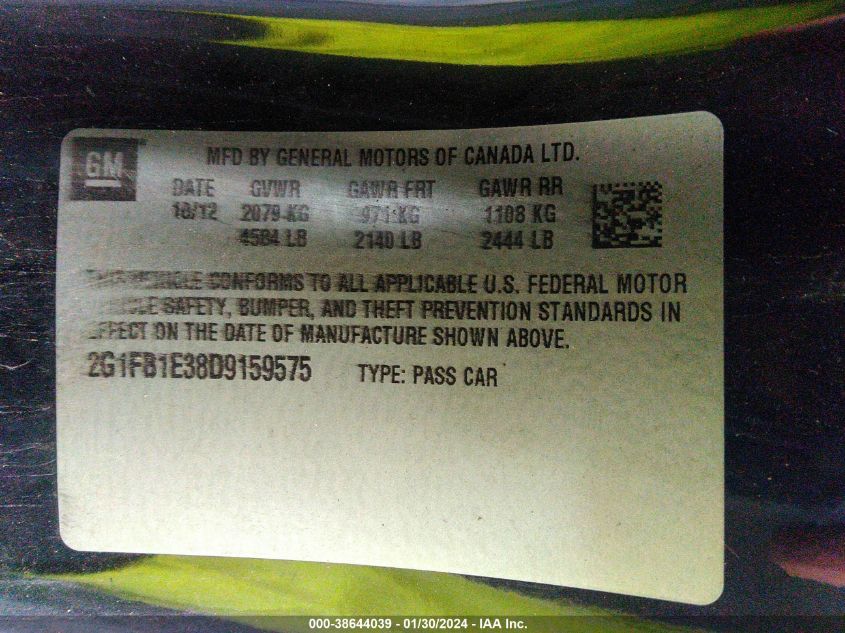 GM
MFD BY GENERAL MOTORS OF CANADA LTD.
DATE GVWR GAWR FRT GAWR RR
10/12 2079 KG 971 KG 1108 KG
4584 LB 2140 LB 2444 LB
THIS VEHICLE CONFORMS TO ALL APPLICABLE U.S. FEDERAL MOTOR
VEHICLE SAFETY, BUMPER, AND THEFT PREVENTION STANDARDS IN
EFFECT ON THE DATE OF MANUFACTURE SHOWN ABOVE.
2G1FB1E38D9159575 TYPE: PASS CAR
000-38644039 - 01/30/2024 - IAA Inc.